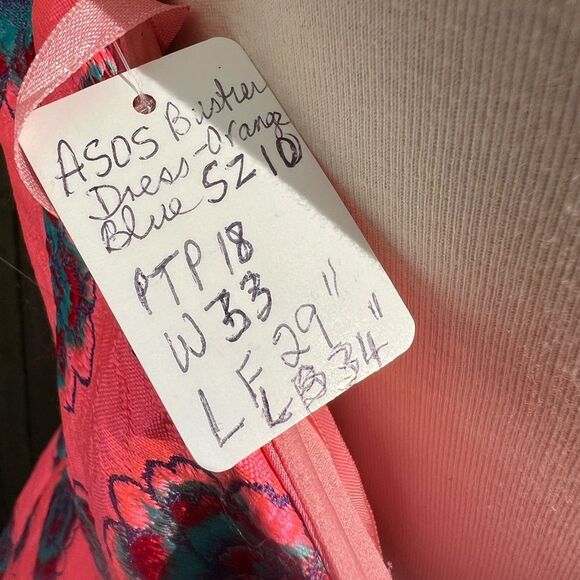 ASOS Bustier
Dress-Orange
Blue SZ 10
PTP 18
W 33
LF 29"
LB 34"